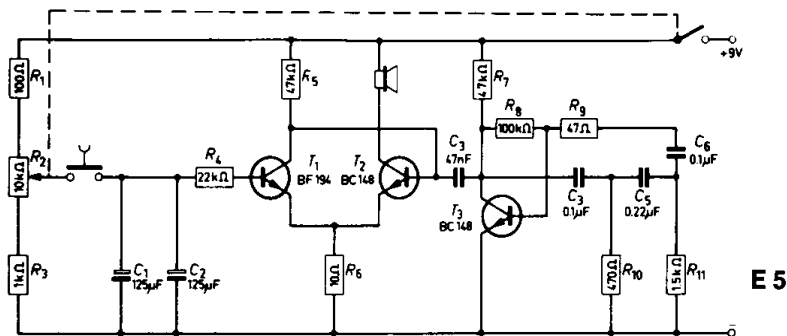 +9V
100Ω R1
47kΩ R5
4.7kΩ R7
R8
100kΩ
R9
47Ω
C6
0.1µF
10kΩ R2
R4
22kΩ
T1
BF 194
T2
BC 148
C3
47nF
C3
0.1µF
C5
0.22µF
T3
BC 148
1kΩ R3
C1
125µF
C2
125µF
10Ω R6
470Ω R10
1.5kΩ R11
E 5
–